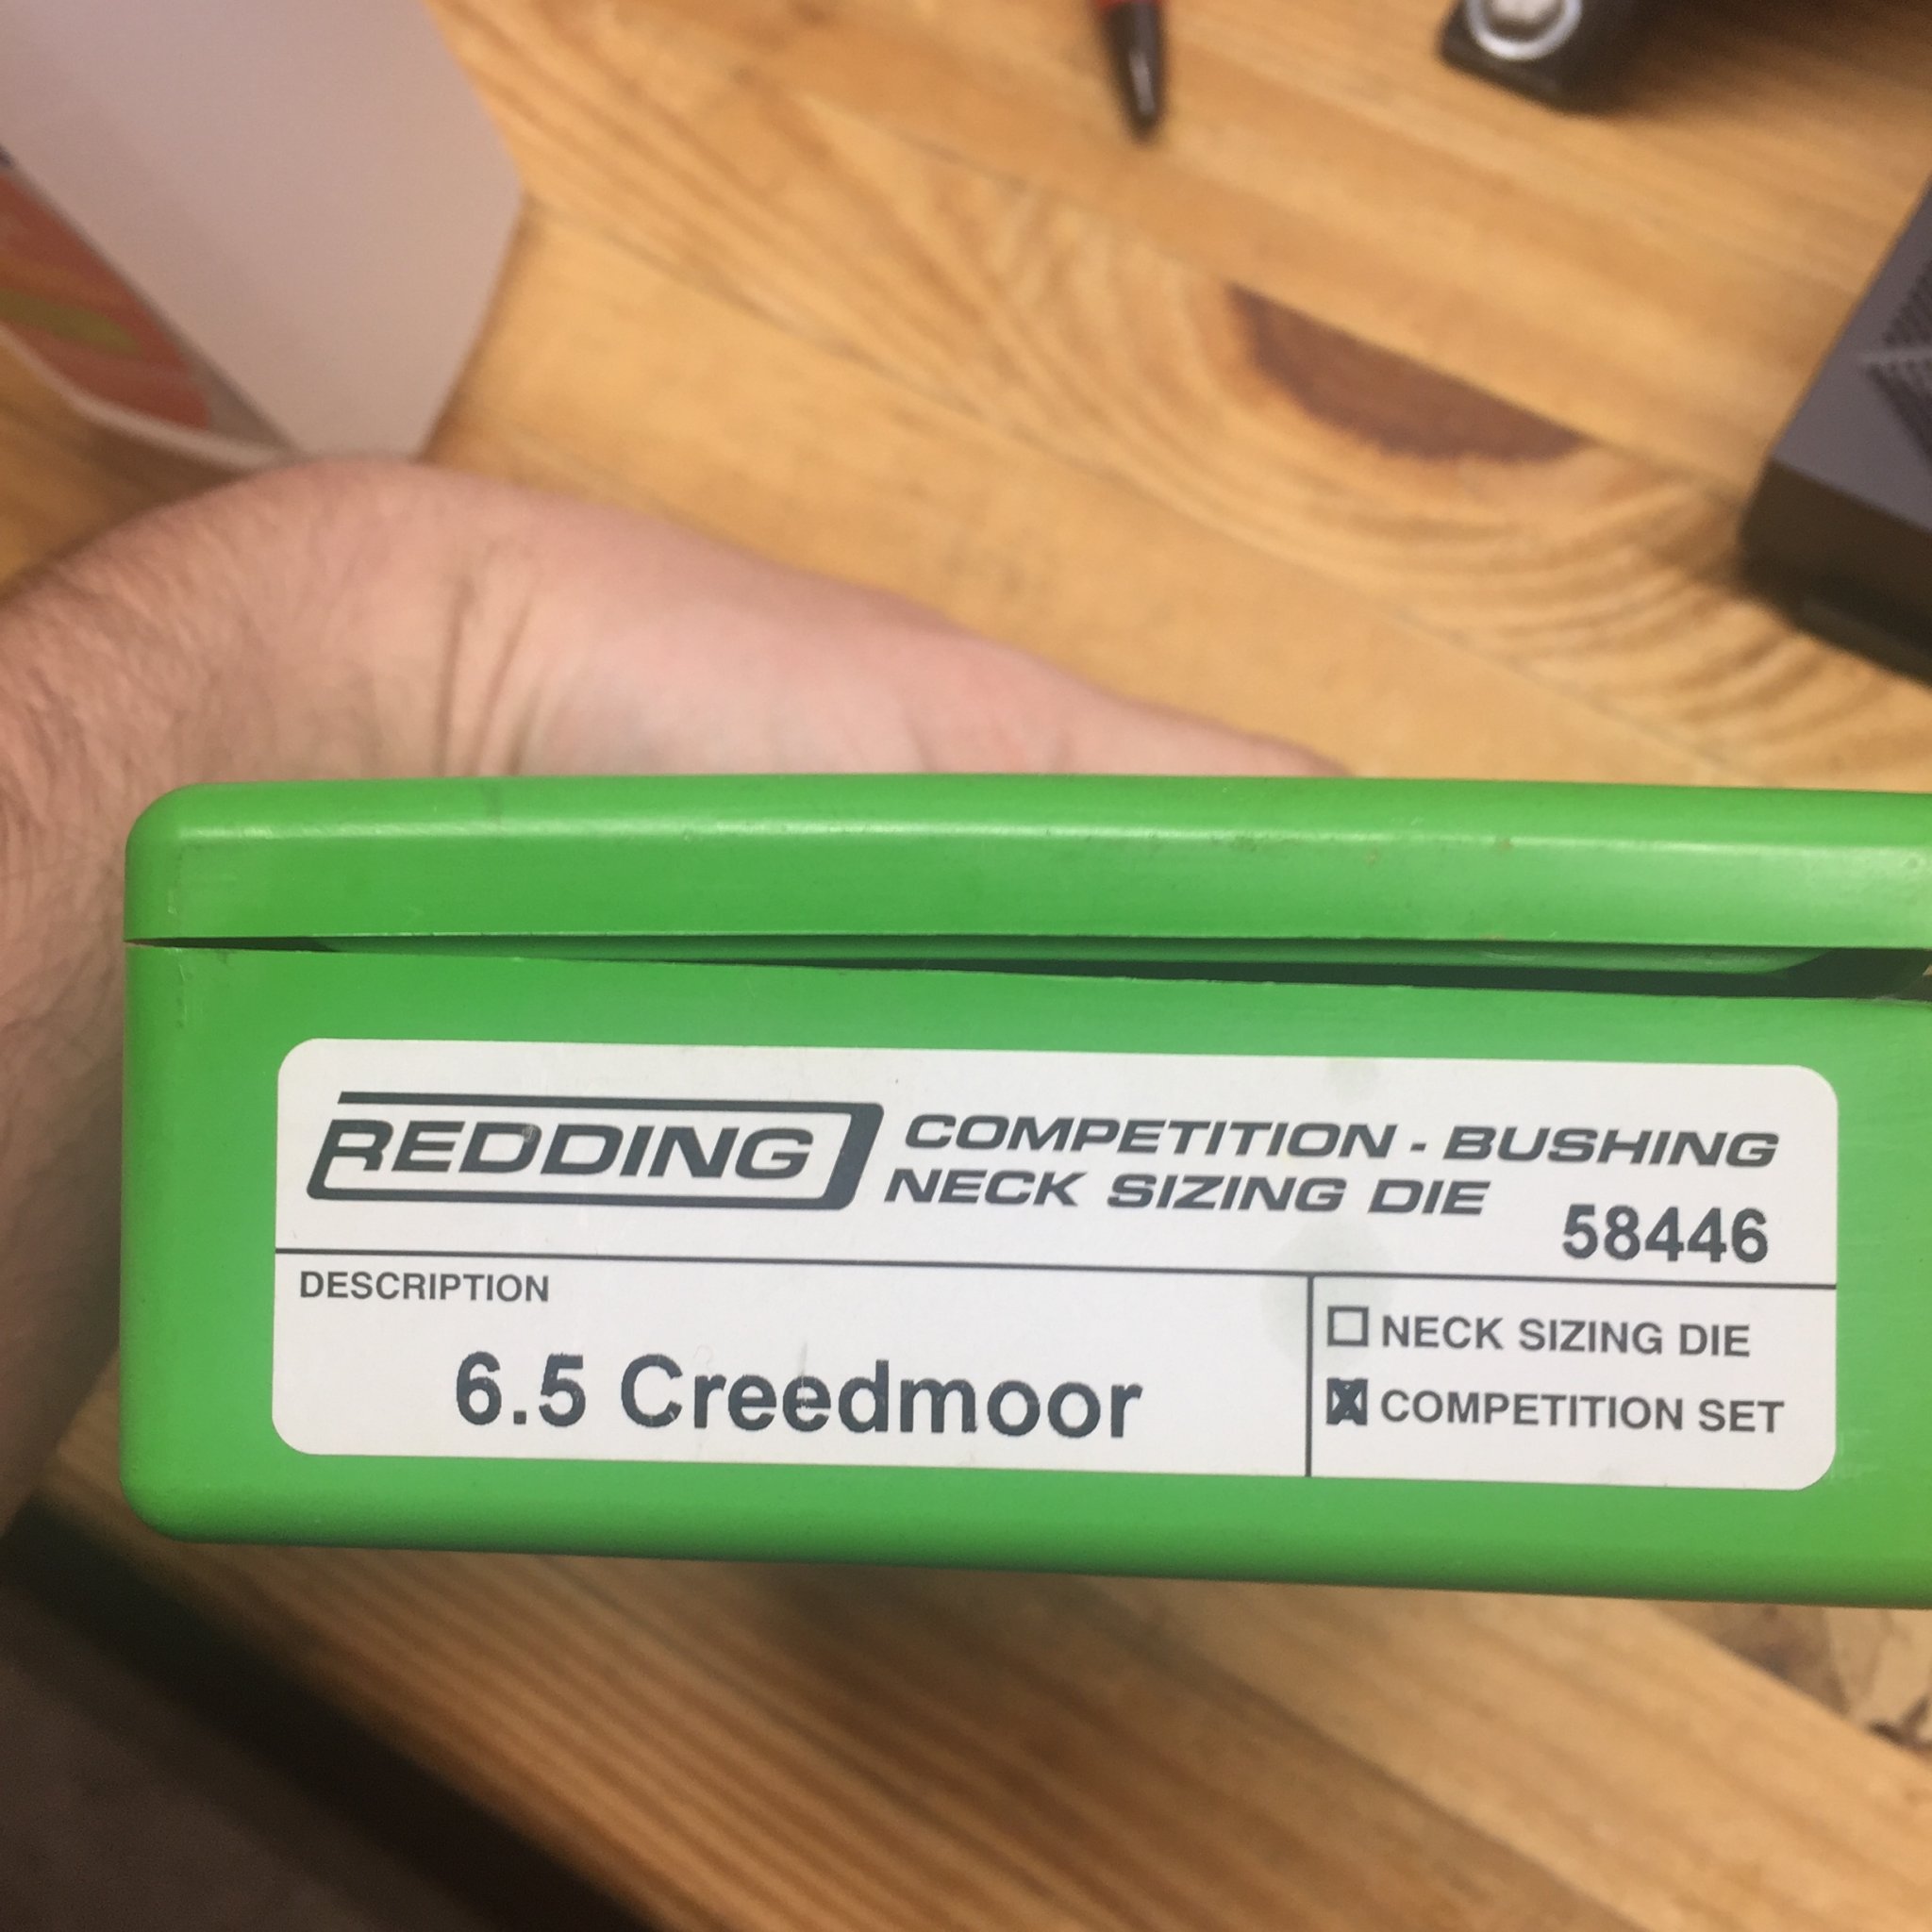 REDDING
COMPETITION - BUSHING
NECK SIZING DIE
58446
DESCRIPTION
6.5 Creedmoor
NECK SIZING DIE
COMPETITION SET